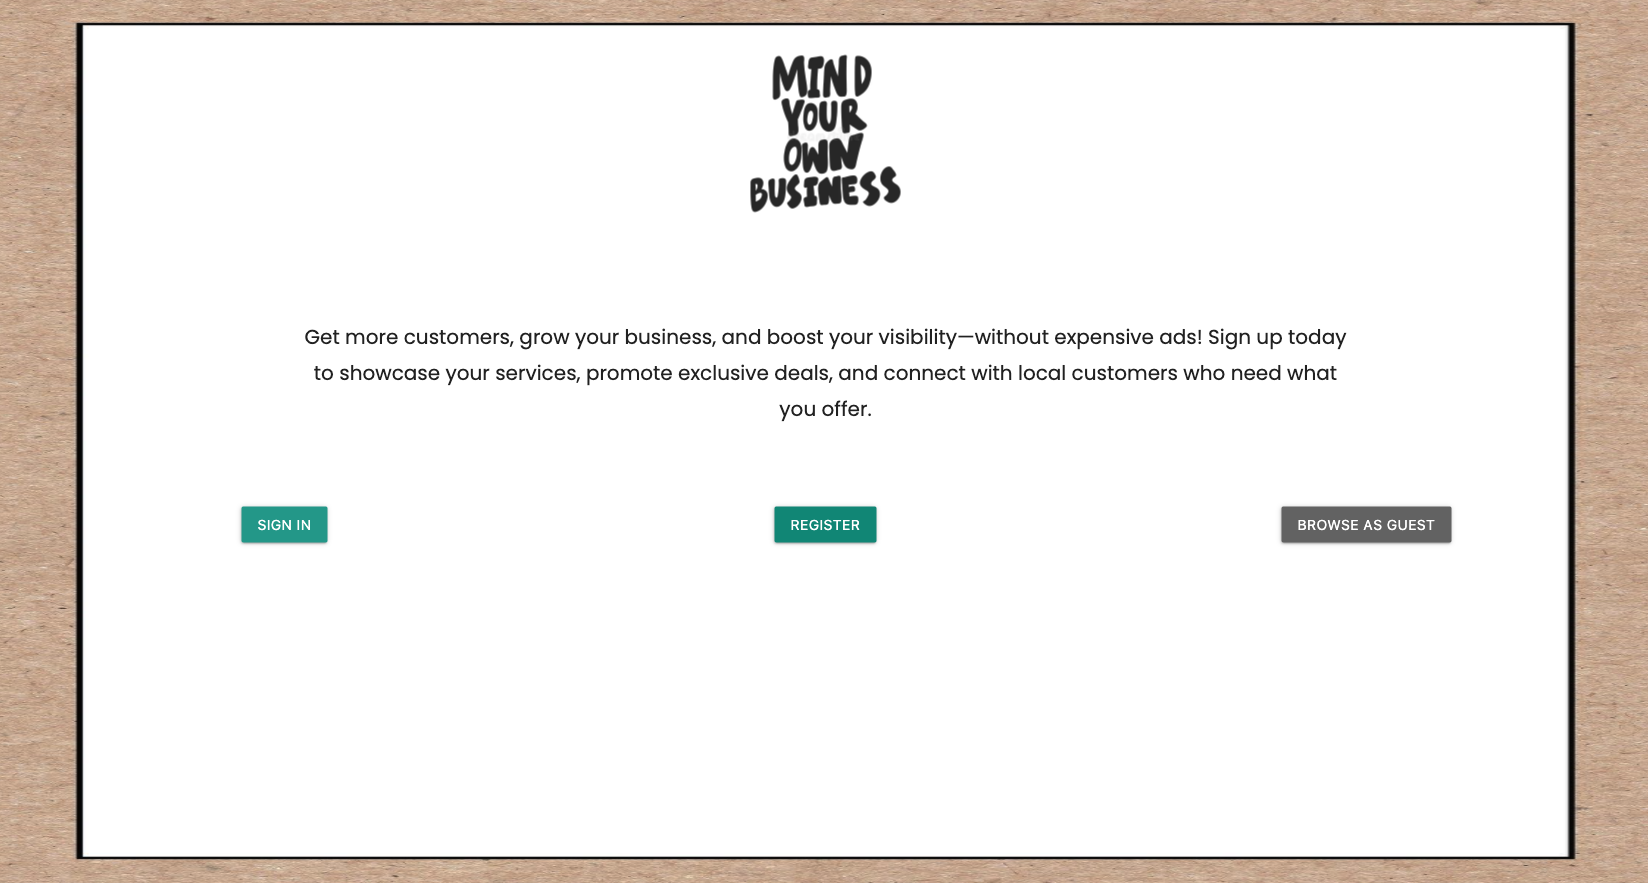 MIND
YOUR
OWN
BUSINESS
Get more customers, grow your business, and boost your visibility—without expensive ads! Sign up today
to showcase your services, promote exclusive deals, and connect with local customers who need what
you offer.
SIGN IN
REGISTER
BROWSE AS GUEST